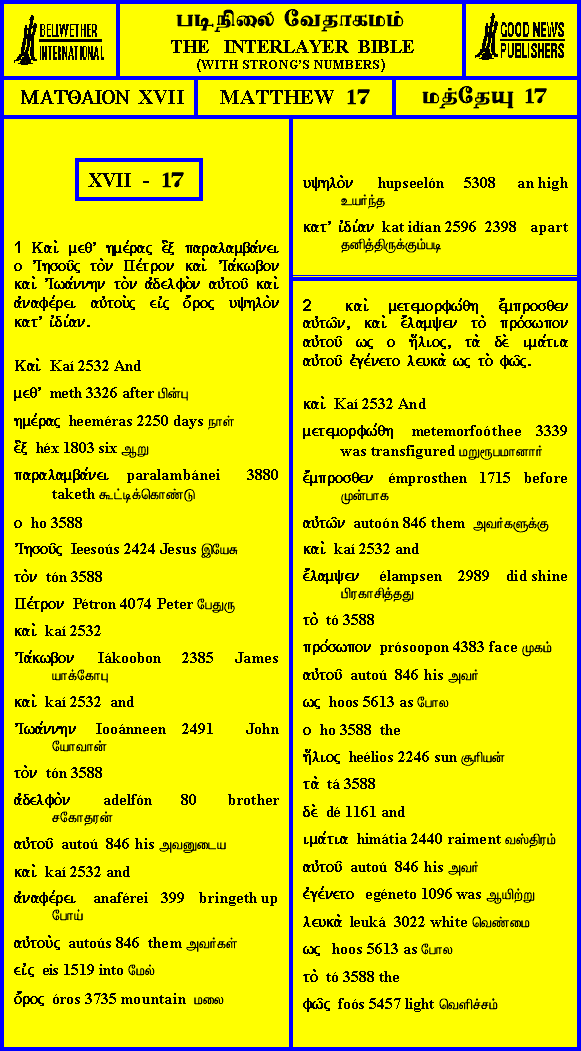 BELLWETHER
INTERNATIONAL
படிநிலை வேதாகமம்
THE INTERLAYER BIBLE
(WITH STRONG'S NUMBERS)
GOOD NEWS
PUBLISHERS
ΜΑΤΘΑΙΟΝ XVII
MATTHEW 17
மத்தேயு 17
XVII - 17
1 Καὶ μεθ' ημέρας ἓξ παραλαμβάνει
ο Ἰησοῦς τὸν Πέτρον καὶ Ἰάκωβον
καὶ Ἰωάννην τὸν ἀδελφὸν αὐτοῦ καὶ
ἀναφέρει αὐτοὺς εἰς ὄρος υψηλὸν
κατ' ἰδίαν.
Καὶ Kaí 2532 And
μεθ' meth 3326 after பின்பு
ημέρας heeméras 2250 days நாள்
ἓξ héx 1803 six ஆறு
παραλαμβάνει paralambánei 3880
taketh கூட்டிக்கொண்டு
ο ho 3588
Ἰησοῦς Ieesoús 2424 Jesus இயேசு
τὸν tón 3588
Πέτρον Pétron 4074 Peter பேதுரு
καὶ kaí 2532
Ἰάκωβον Iákoobon 2385 James
யாக்கோபு
καὶ kaí 2532 and
Ἰωάννην Iooánneen 2491 John
யோவான்
τὸν tón 3588
ἀδελφὸν adelfón 80 brother
சகோதரன்
αὐτοῦ autoú 846 his அவனுடைய
καὶ kaí 2532 and
ἀναφέρει anaférei 399 bringeth up
போய்
αὐτοὺς autoús 846 them அவர்கள்
εἰς eis 1519 into மேல்
ὄρος óros 3735 mountain மலை
υψηλὸν hupseelón 5308 an high
உயர்ந்த
κατ' ἰδίαν kat idían 2596 2398 apart
தனித்திருக்கும்படி
2 καὶ μετεμορφώθη ἔμπροσθεν
αὐτῶν, καὶ ἔλαμψεν τὸ πρόσωπον
αὐτοῦ ως ο ἥλιος, τὰ δὲ ιμάτια
αὐτοῦ ἐγένετο λευκὰ ως τὸ φῶς.
καὶ Kaí 2532 And
μετεμορφώθη metemorfoóthee 3339
was transfigured மறுரூபமானார்
ἔμπροσθεν émprosthen 1715 before
முன்பாக
αὐτῶν autoón 846 them அவர்களுக்கு
καὶ kaí 2532 and
ἔλαμψεν élampsen 2989 did shine
பிரகாசித்தது
τὸ tó 3588
πρόσωπον prósoopon 4383 face முகம்
αὐτοῦ autoú 846 his அவர்
ως hoos 5613 as போல
ο ho 3588 the
ἥλιος heélios 2246 sun சூரியன்
τὰ tá 3588
δὲ dé 1161 and
ιμάτια himátia 2440 raiment வஸ்திரம்
αὐτοῦ autoú 846 his அவர்
ἐγένετο egéneto 1096 was ஆயிற்று
λευκὰ leuká 3022 white வெண்மை
ως hoos 5613 as போல
τὸ tó 3588 the
φῶς foós 5457 light வெளிச்சம்